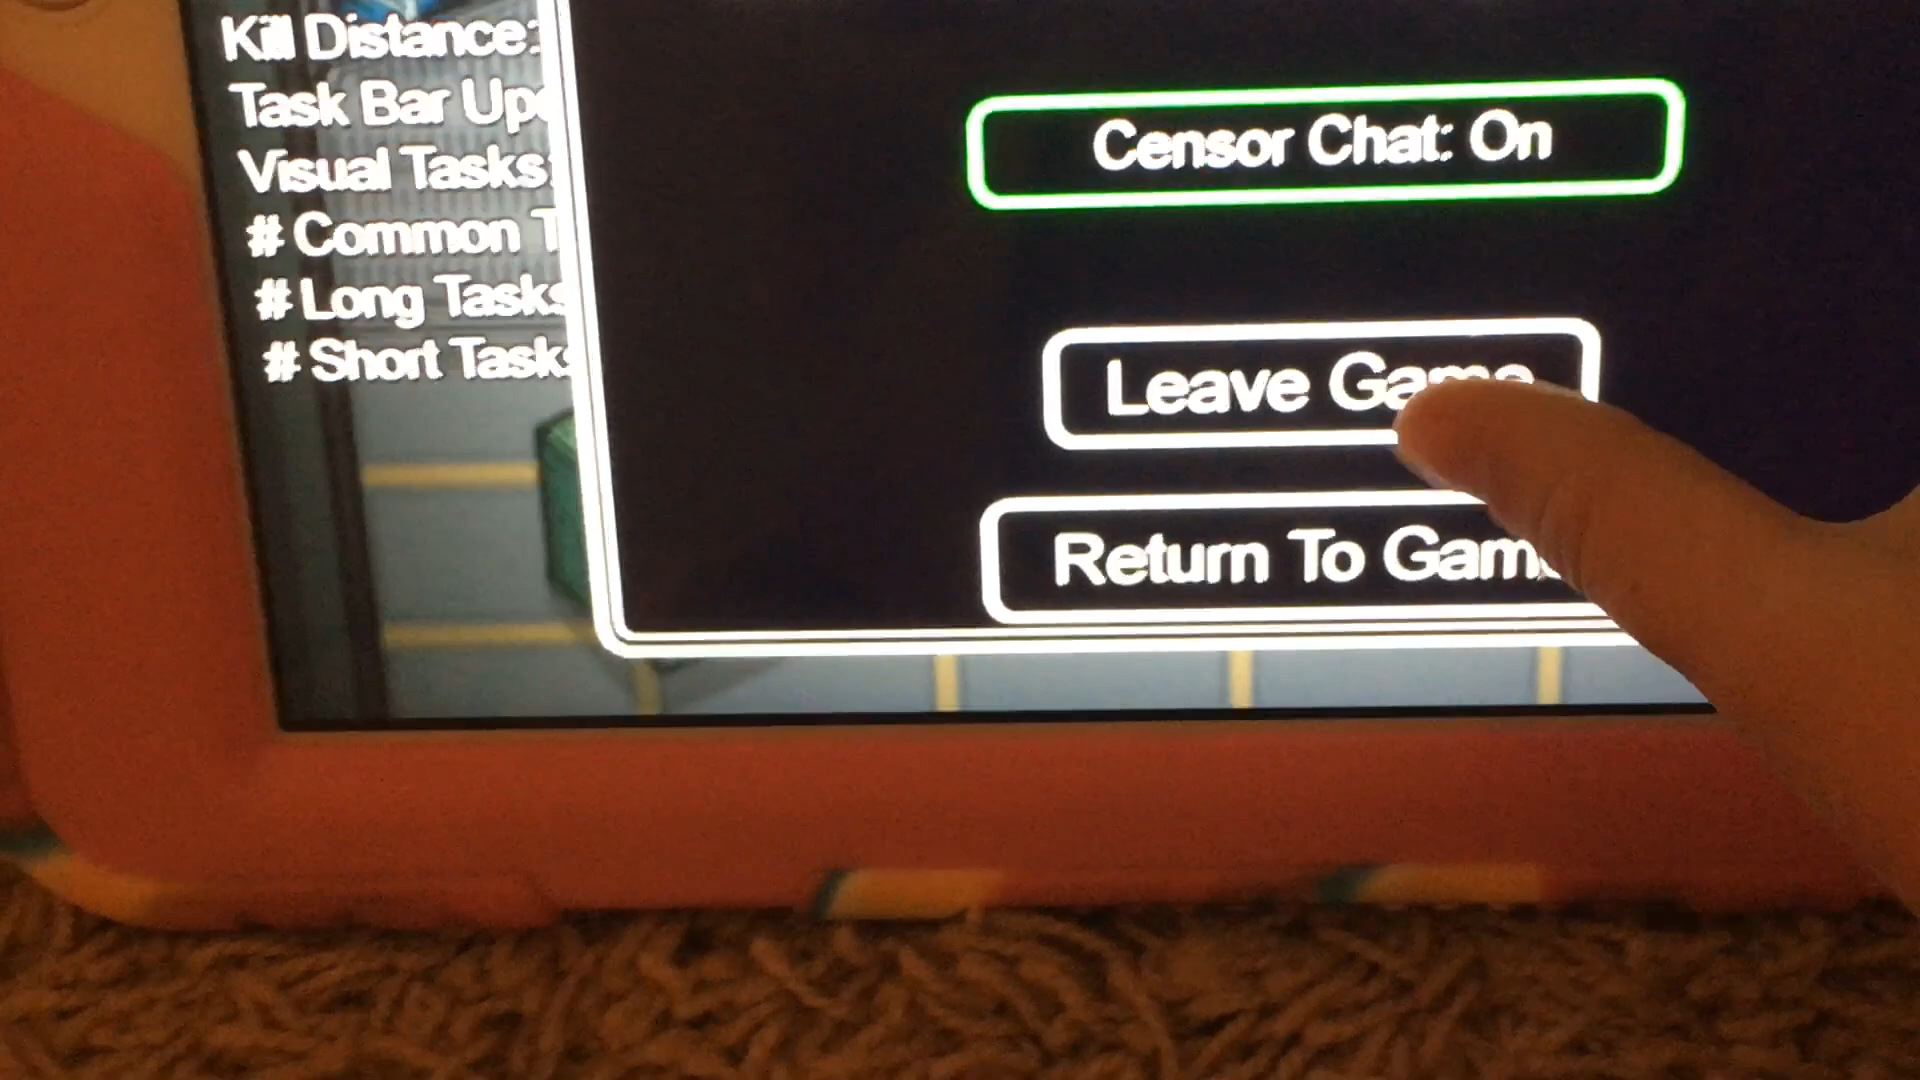 Kill Distance:
Task Bar Up
Visual Tasks:
# Common T
# Long Tasks
# Short Tasks
Censor Chat: On
Leave Game
Return To Game